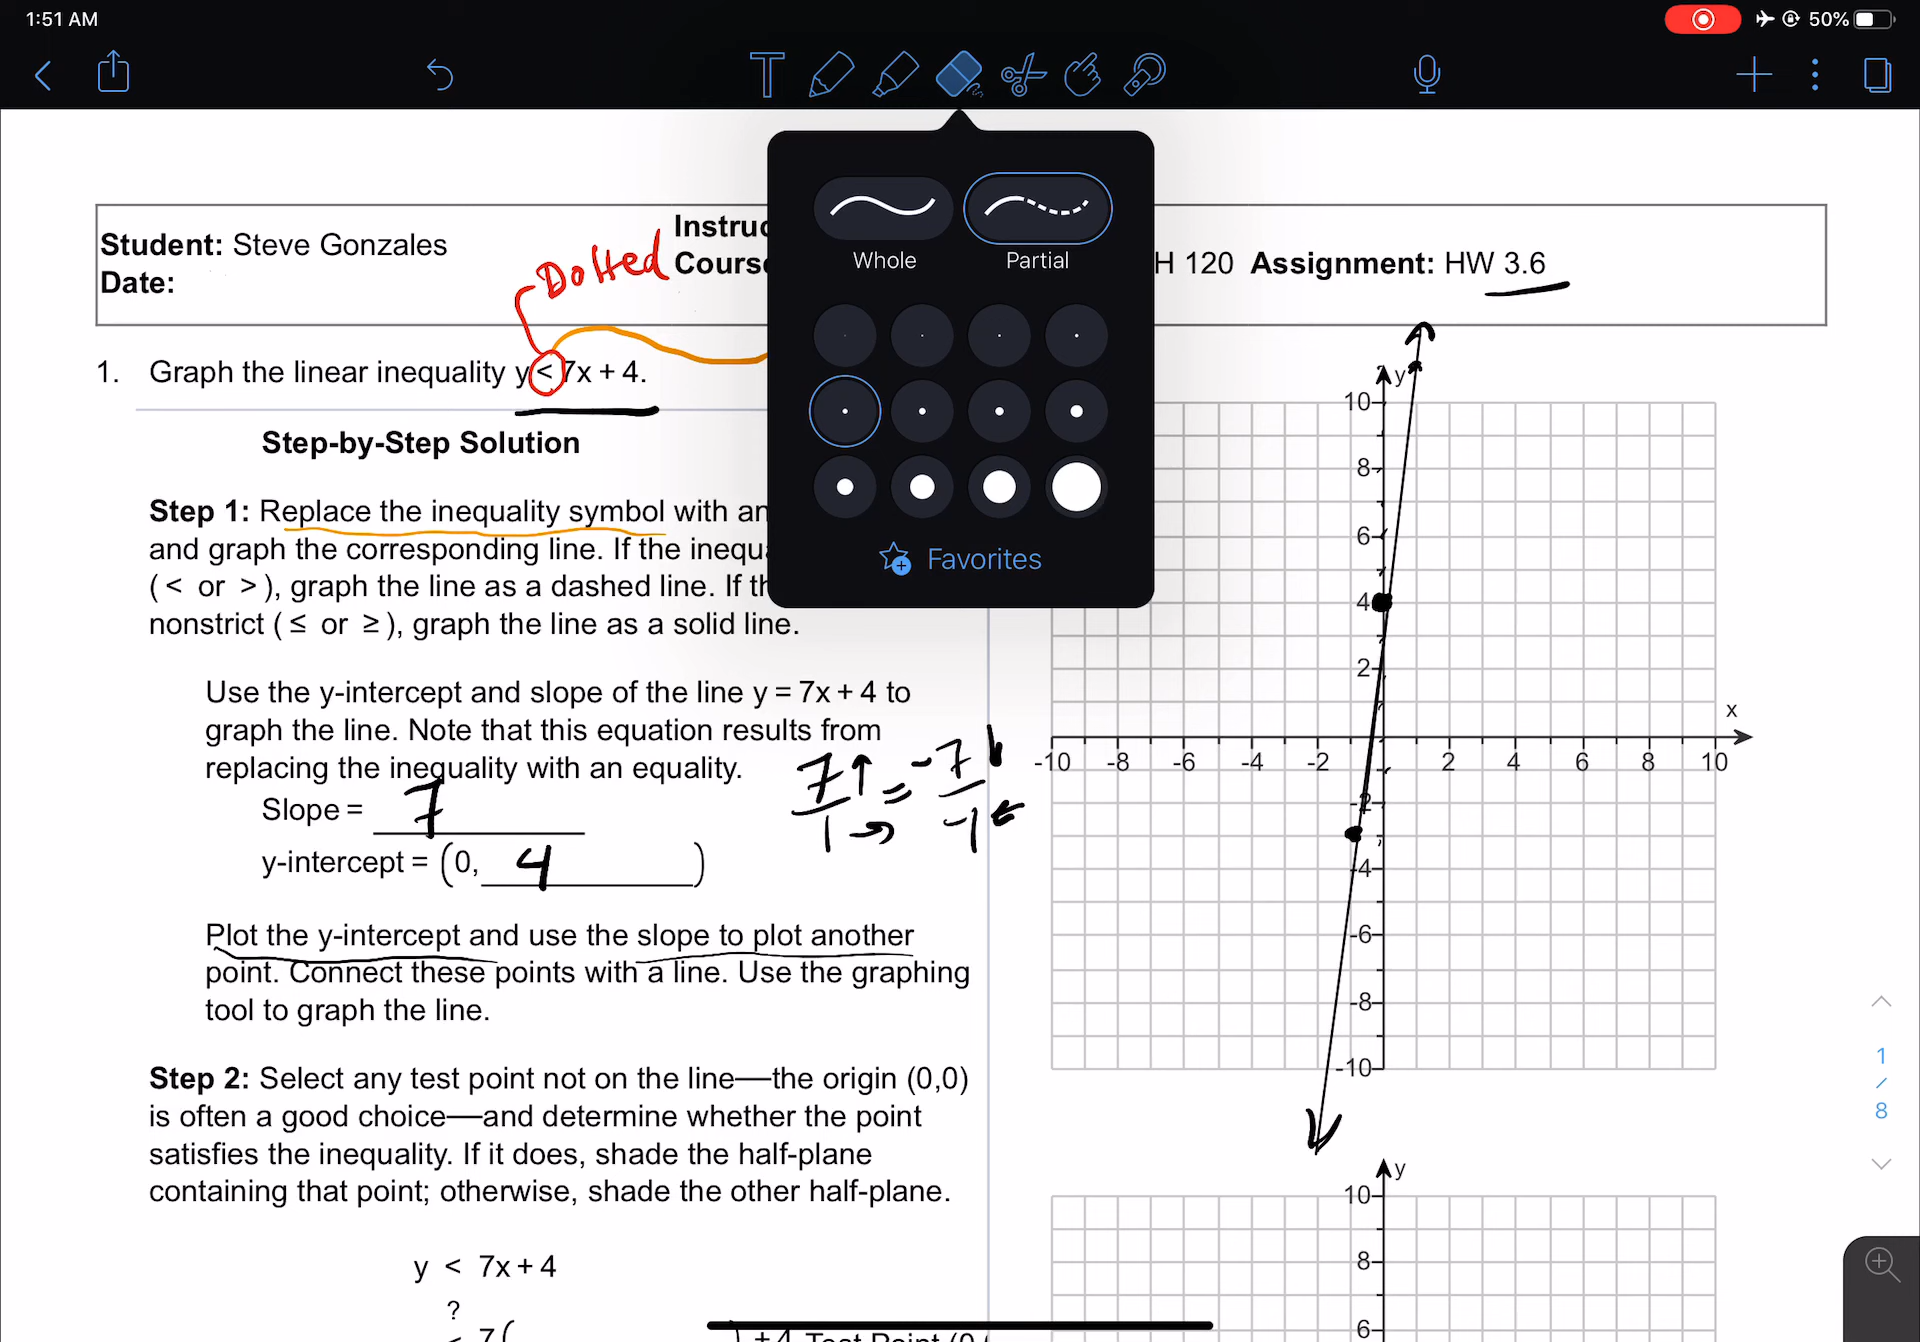 1:51 AM
50%
T
Whole
Partial
Favorites
Student: Steve Gonzales
Date:
Dotted
H 120 Assignment: HW 3.6
1. Graph the linear inequality y < 7x + 4.
Step-by-Step Solution
Step 1: Replace the inequality symbol with an
and graph the corresponding line. If the
(< or >), graph the line as a dashed line. If
nonstrict (≤ or ≥), graph the line as a solid line.
Use the y-intercept and slope of the line y = 7x + 4 to
graph the line. Note that this equation results from
replacing the inequality with an equality.
Slope = 7
7/1 = -7/-1
y-intercept = (0, 4)
Plot the y-intercept and use the slope to plot another
point. Connect these points with a line. Use the graphing
tool to graph the line.
Step 2: Select any test point not on the line—the origin (0,0)
is often a good choice—and determine whether the point
satisfies the inequality. If it does, shade the half-plane
containing that point; otherwise, shade the other half-plane.
y < 7x + 4
?
< 7(
y
10
8
6
4
2
x
-10 -8 -6 -4 -2 2 4 6 8 10
-2
-4
-6
-8
-10
y
10
8
6
1
/
8